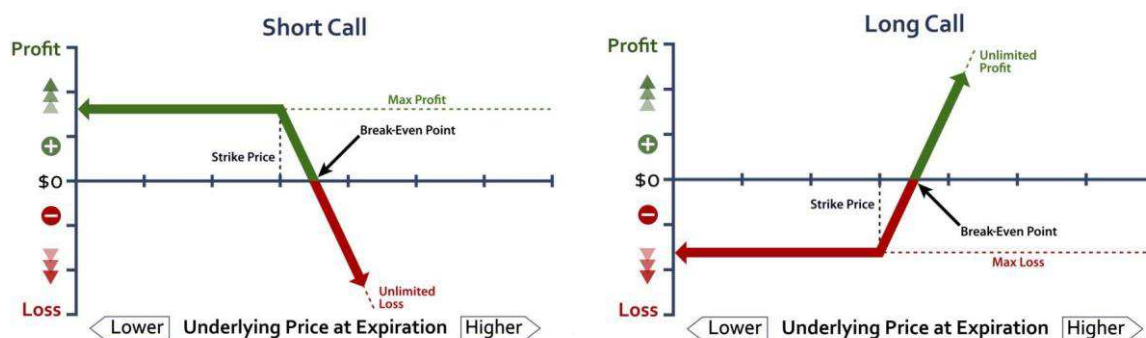 Short Call
Profit
Max Profit
Break-Even Point
Strike Price
$0
Unlimited
Loss
Loss
Lower
Underlying Price at Expiration
Higher
Long Call
Profit
Unlimited
Profit
$0
Strike Price
Break-Even Point
Max Loss
Loss
Lower
Underlying Price at Expiration
Higher